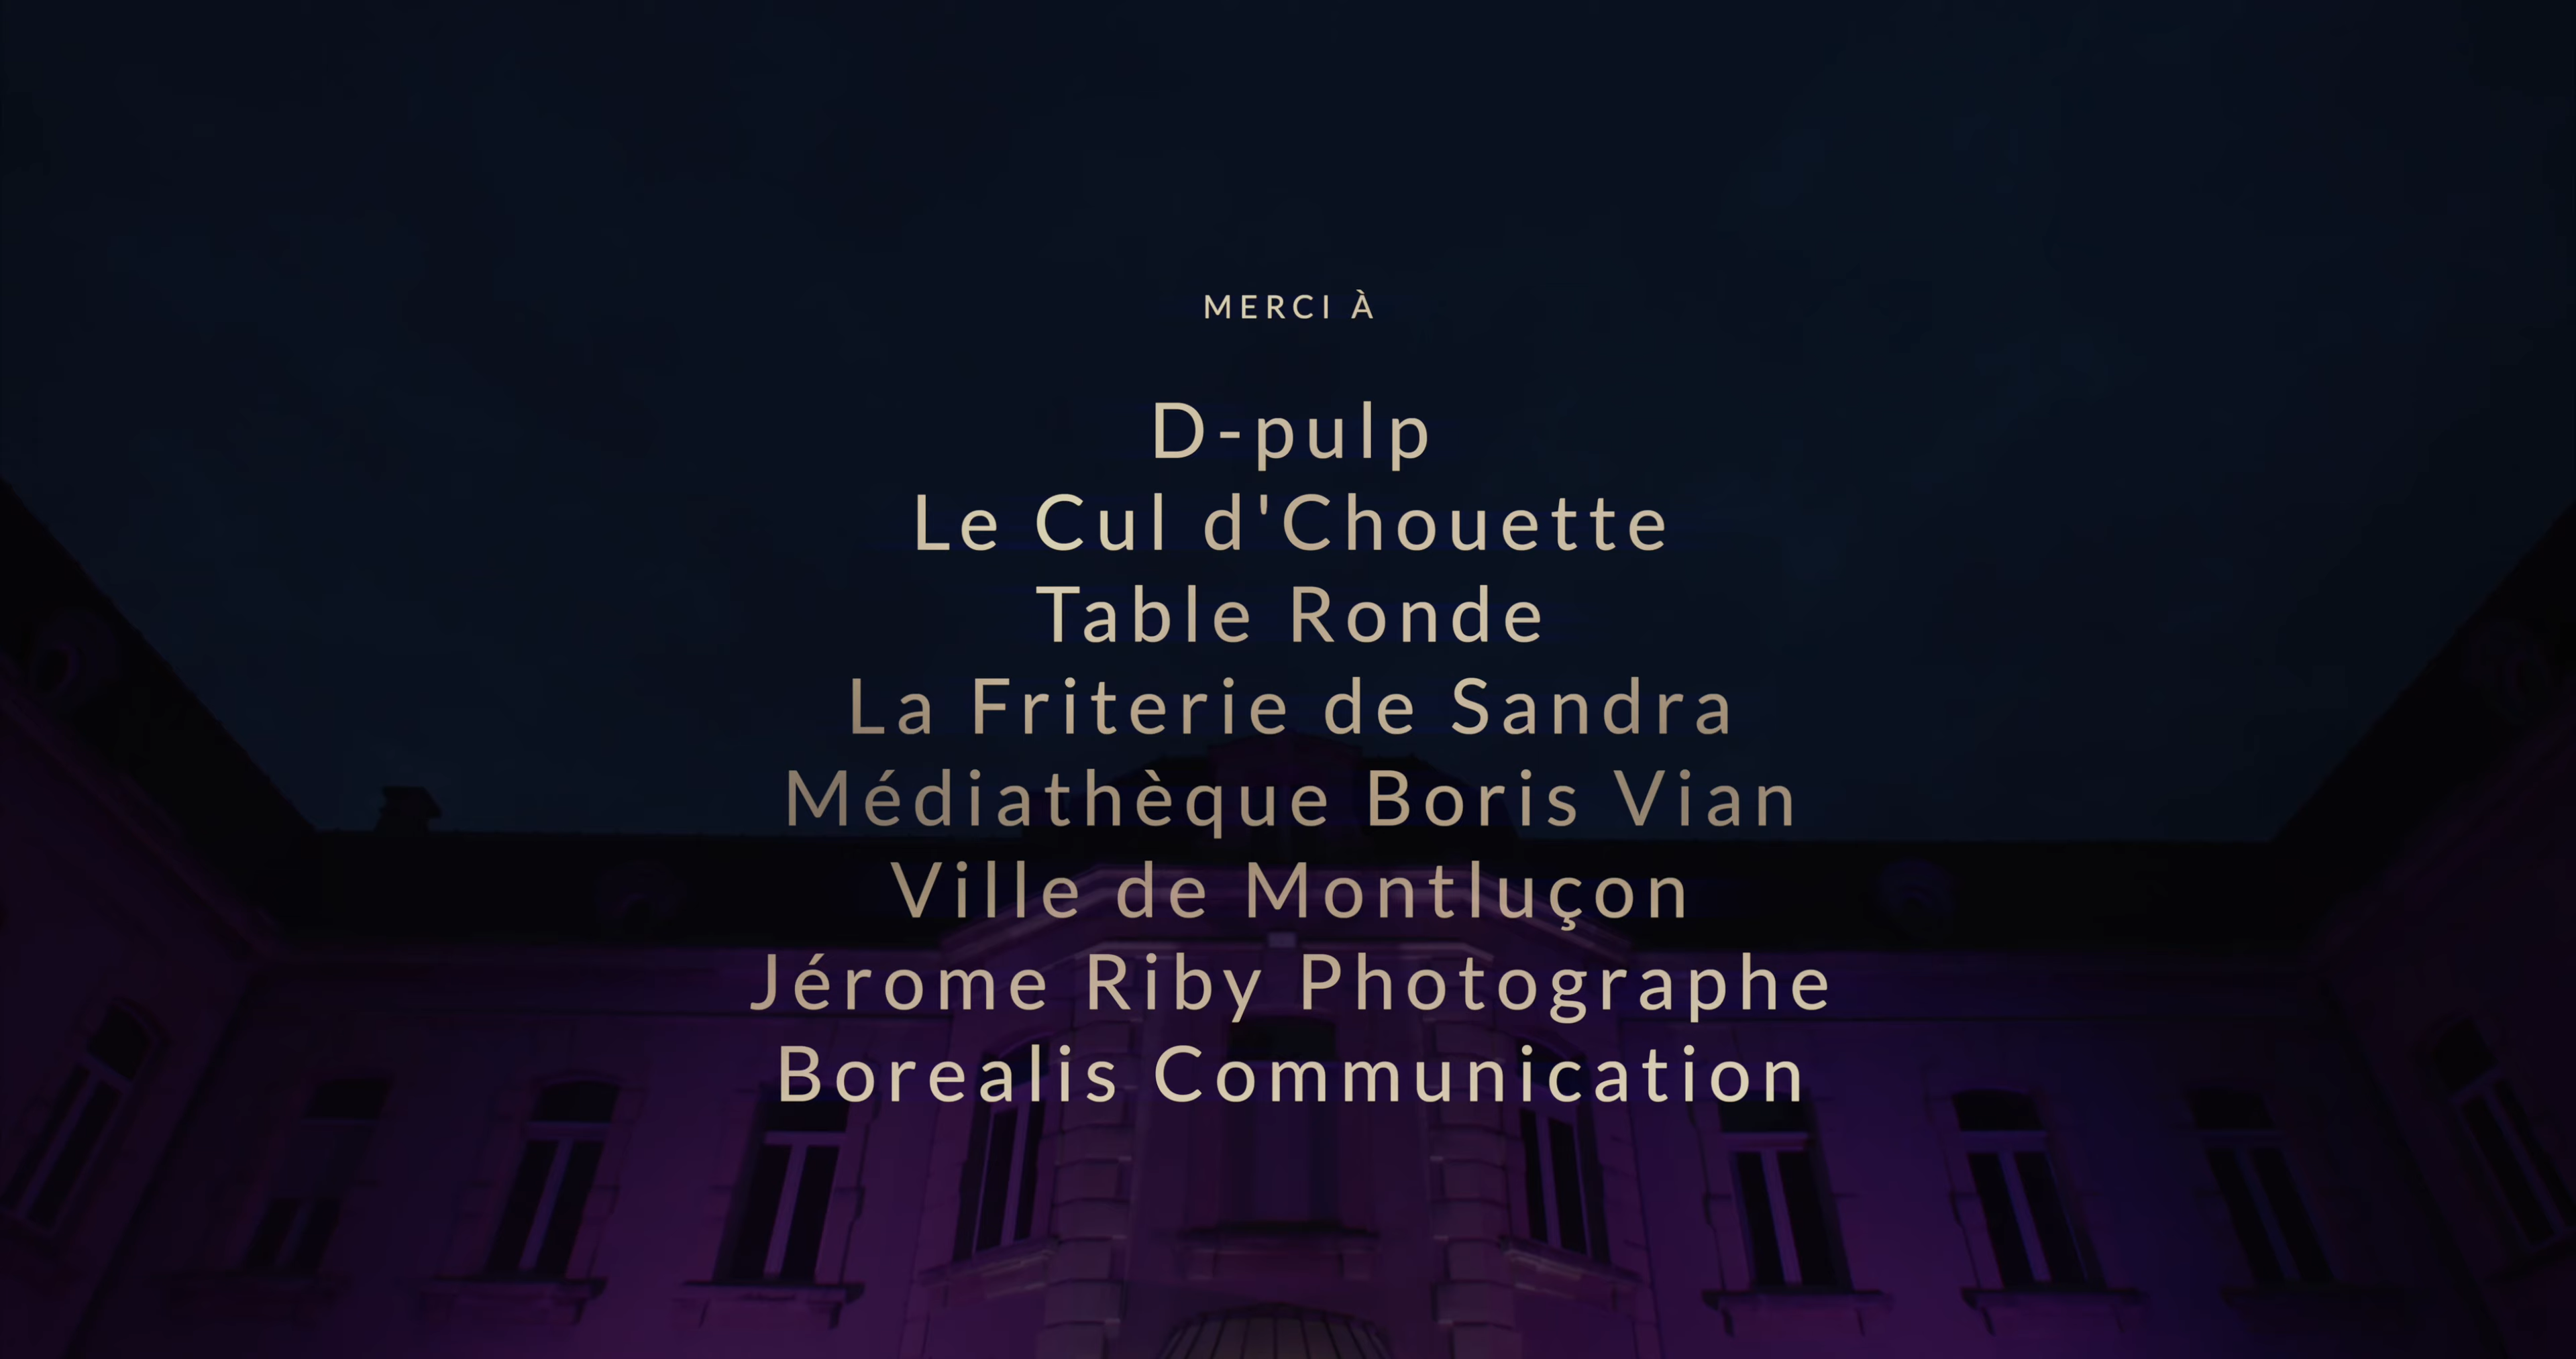 MERCI À
D-pulp
Le Cul d'Chouette
Table Ronde
La Friterie de Sandra
Médiathèque Boris Vian
Ville de Montluçon
Jérome Riby Photographe
Borealis Communication